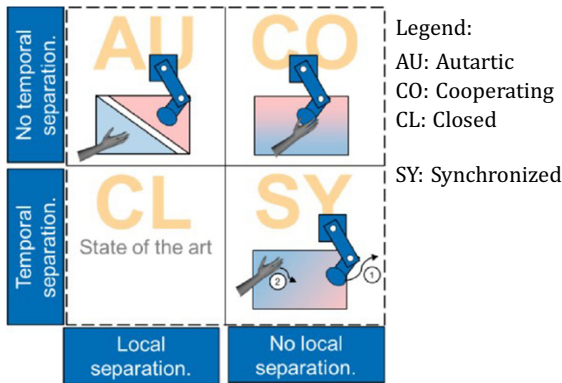 No temporal
separation.
AU
CO
Temporal
separation.
CL
State of the art
SY
1
2
Local
separation.
No local
separation.
Legend:
AU: Autartic
CO: Cooperating
CL: Closed
SY: Synchronized